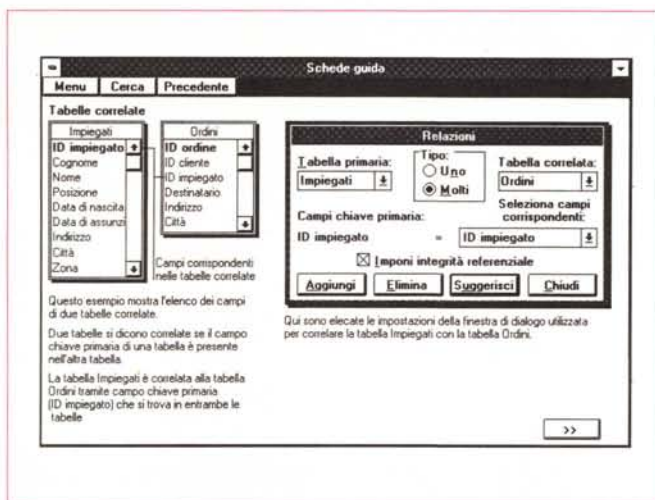 Schede guida
Menu Cerca Precedente
Tabelle correlate
Impiegati
ID impiegato
Cognome
Nome
Posizione
Data di nascita
Data di assunzi
Indirizzo
Città
Zona
Ordini
ID ordine
ID cliente
ID impiegato
Destinatario
Indirizzo
Città
Campi corrispondenti
nelle tabelle correlate
Questo esempio mostra l'elenco dei campi
di due tabelle correlate.
Due tabelle si dicono correlate se il campo
chiave primaria di una tabella è presente
nell'altra tabella.
La tabella Impiegati è correlata alla tabella
Ordini tramite campo chiave primaria
(ID impiegato) che si trova in entrambe le
tabelle
Relazioni
Tabella primaria:
Impiegati
Tipo:
Uno
Molti
Tabella correlata:
Ordini
Campi chiave primaria:
Seleziona campi
corrispondenti:
ID impiegato = ID impiegato
Imponi integrità referenziale
Aggiungi Elimina Suggerisci Chiudi
Qui sono elecate le impostazioni della finestra di dialogo utilizzata
per correlare la tabella Impiegati con la tabella Ordini.
>>